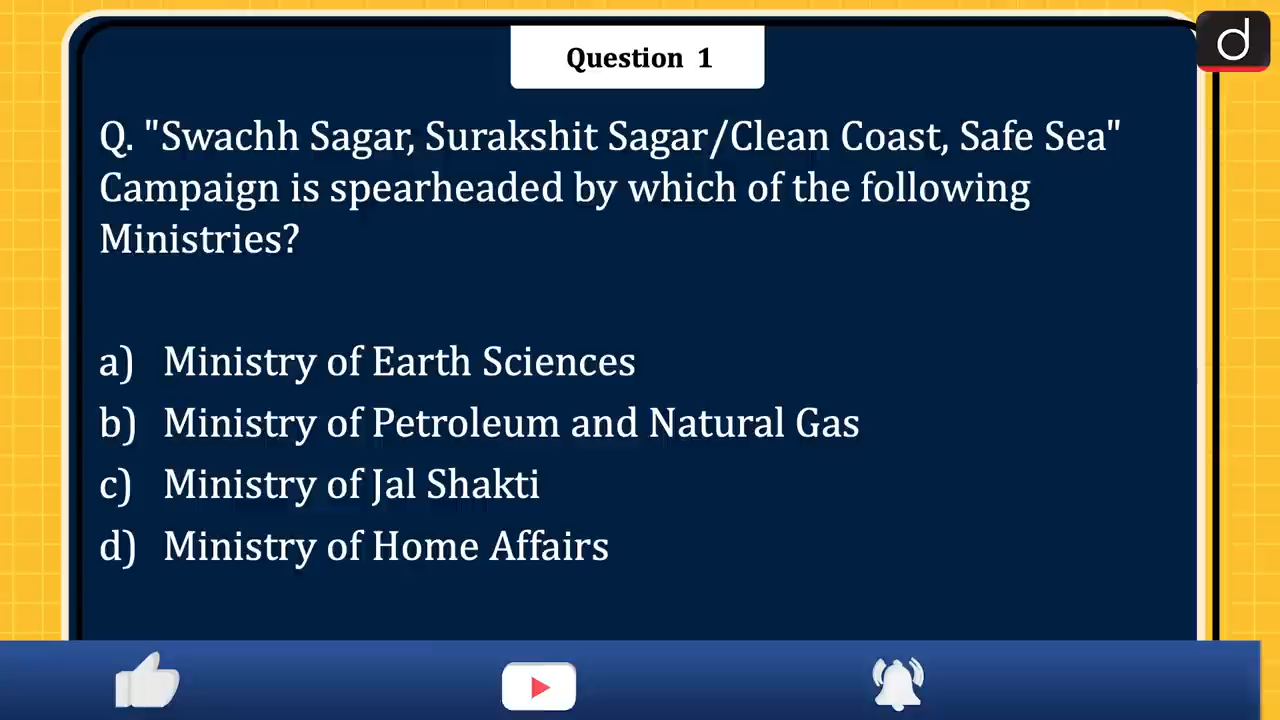 d
Question 1
Q. "Swachh Sagar, Surakshit Sagar/Clean Coast, Safe Sea"
Campaign is spearheaded by which of the following
Ministries?
a) Ministry of Earth Sciences
b) Ministry of Petroleum and Natural Gas
c) Ministry of Jal Shakti
d) Ministry of Home Affairs